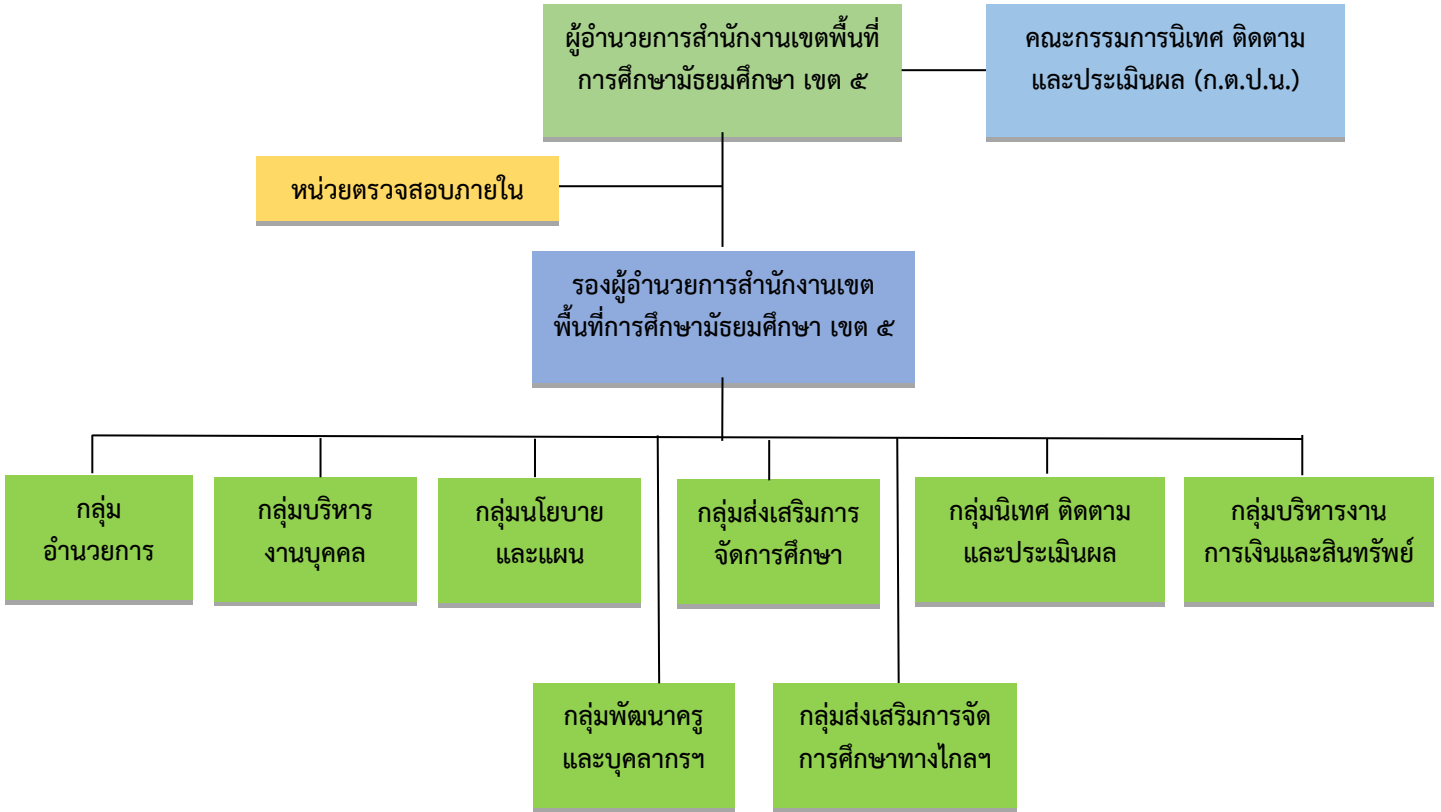 ผู้อำนวยการสำนักงานเขตพื้นที่
การศึกษามัธยมศึกษา เขต ๕
คณะกรรมการนิเทศ ติดตาม
และประเมินผล (ก.ต.ป.น.)
หน่วยตรวจสอบภายใน
รองผู้อำนวยการสำนักงานเขต
พื้นที่การศึกษามัธยมศึกษา เขต ๕
กลุ่ม
อำนวยการ
กลุ่มบริหาร
งานบุคคล
กลุ่มนโยบาย
และแผน
กลุ่มส่งเสริมการ
จัดการศึกษา
กลุ่มนิเทศ ติดตาม
และประเมินผล
กลุ่มบริหารงาน
การเงินและสินทรัพย์
กลุ่มพัฒนาครู
และบุคลากรฯ
กลุ่มส่งเสริมการจัด
การศึกษาทางไกลฯ